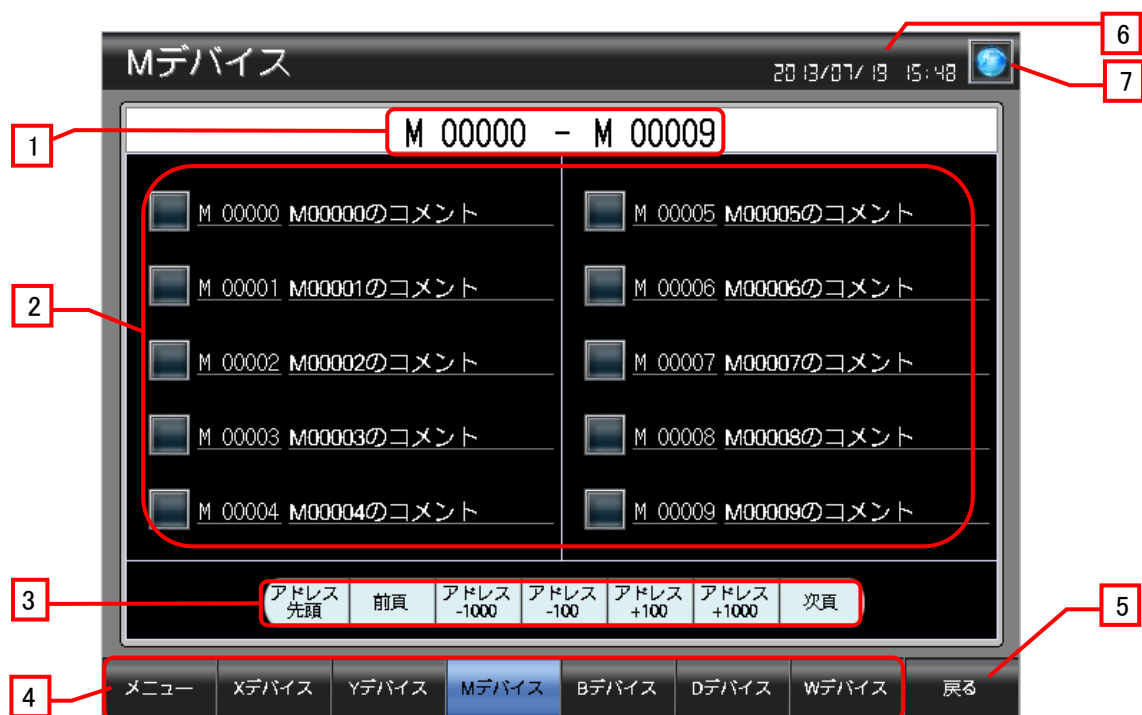 6
Mデバイス
2013/07/19 15:48
7
1
M 00000 - M 00009
M 00000 M00000のコメント
M 00005 M00005のコメント
M 00001 M00001のコメント
M 00006 M00006のコメント
2
M 00002 M00002のコメント
M 00007 M00007のコメント
M 00003 M00003のコメント
M 00008 M00008のコメント
M 00004 M00004のコメント
M 00009 M00009のコメント
3
アドレス
先頭
前頁
アドレス
-1000
アドレス
-100
アドレス
+100
アドレス
+1000
次頁
5
4
メニュー
Xデバイス
Yデバイス
Mデバイス
Bデバイス
Dデバイス
Wデバイス
戻る